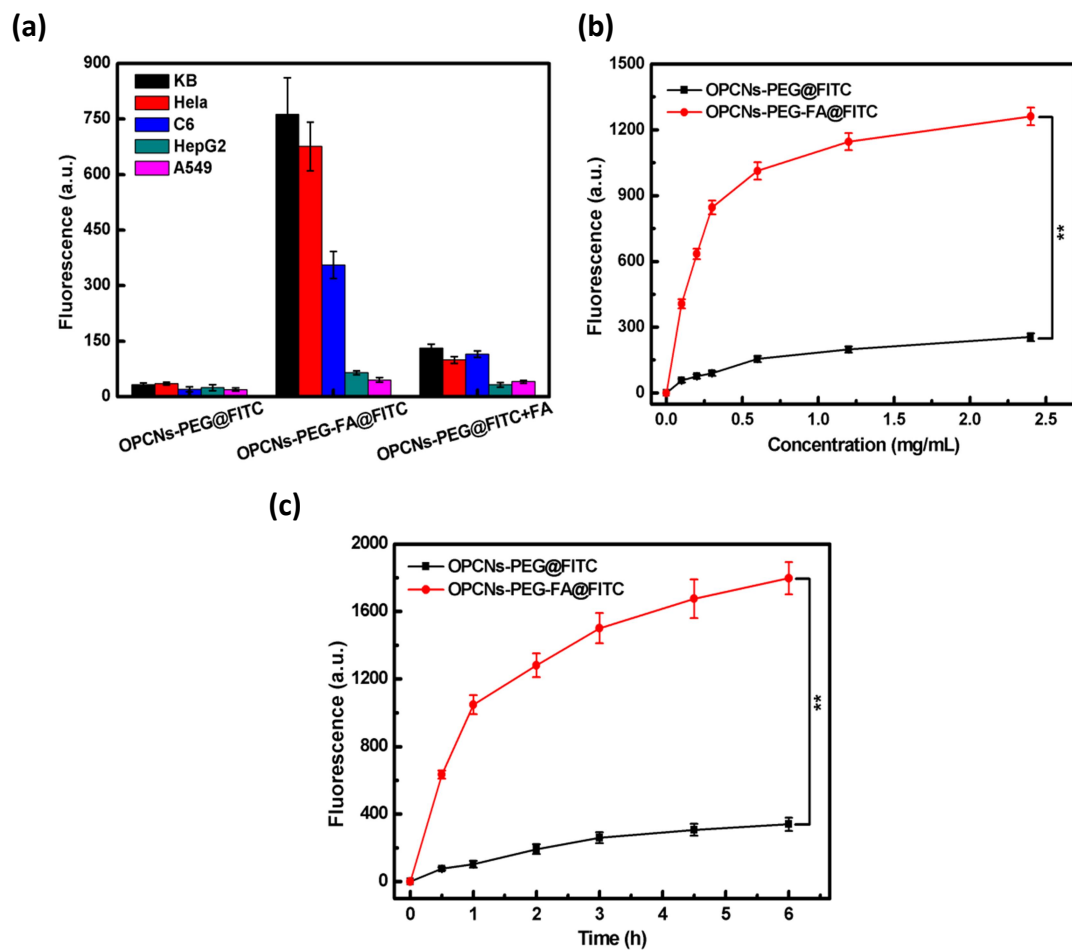 (a)
900
750
600
450
300
150
0
Fluorescence (a.u.)
KB
Hela
C6
HepG2
A549
OPCNs-PEG@FITC
OPCNs-PEG-FA@FITC
OPCNs-PEG@FITC+FA
(b)
1500
1200
900
600
300
0
Fluorescence (a.u.)
OPCNs-PEG@FITC
OPCNs-PEG-FA@FITC
**
0.0 0.5 1.0 1.5 2.0 2.5
Concentration (mg/mL)
(c)
2000
1600
1200
800
400
0
Fluorescence (a.u.)
OPCNs-PEG@FITC
OPCNs-PEG-FA@FITC
**
0 1 2 3 4 5 6
Time (h)